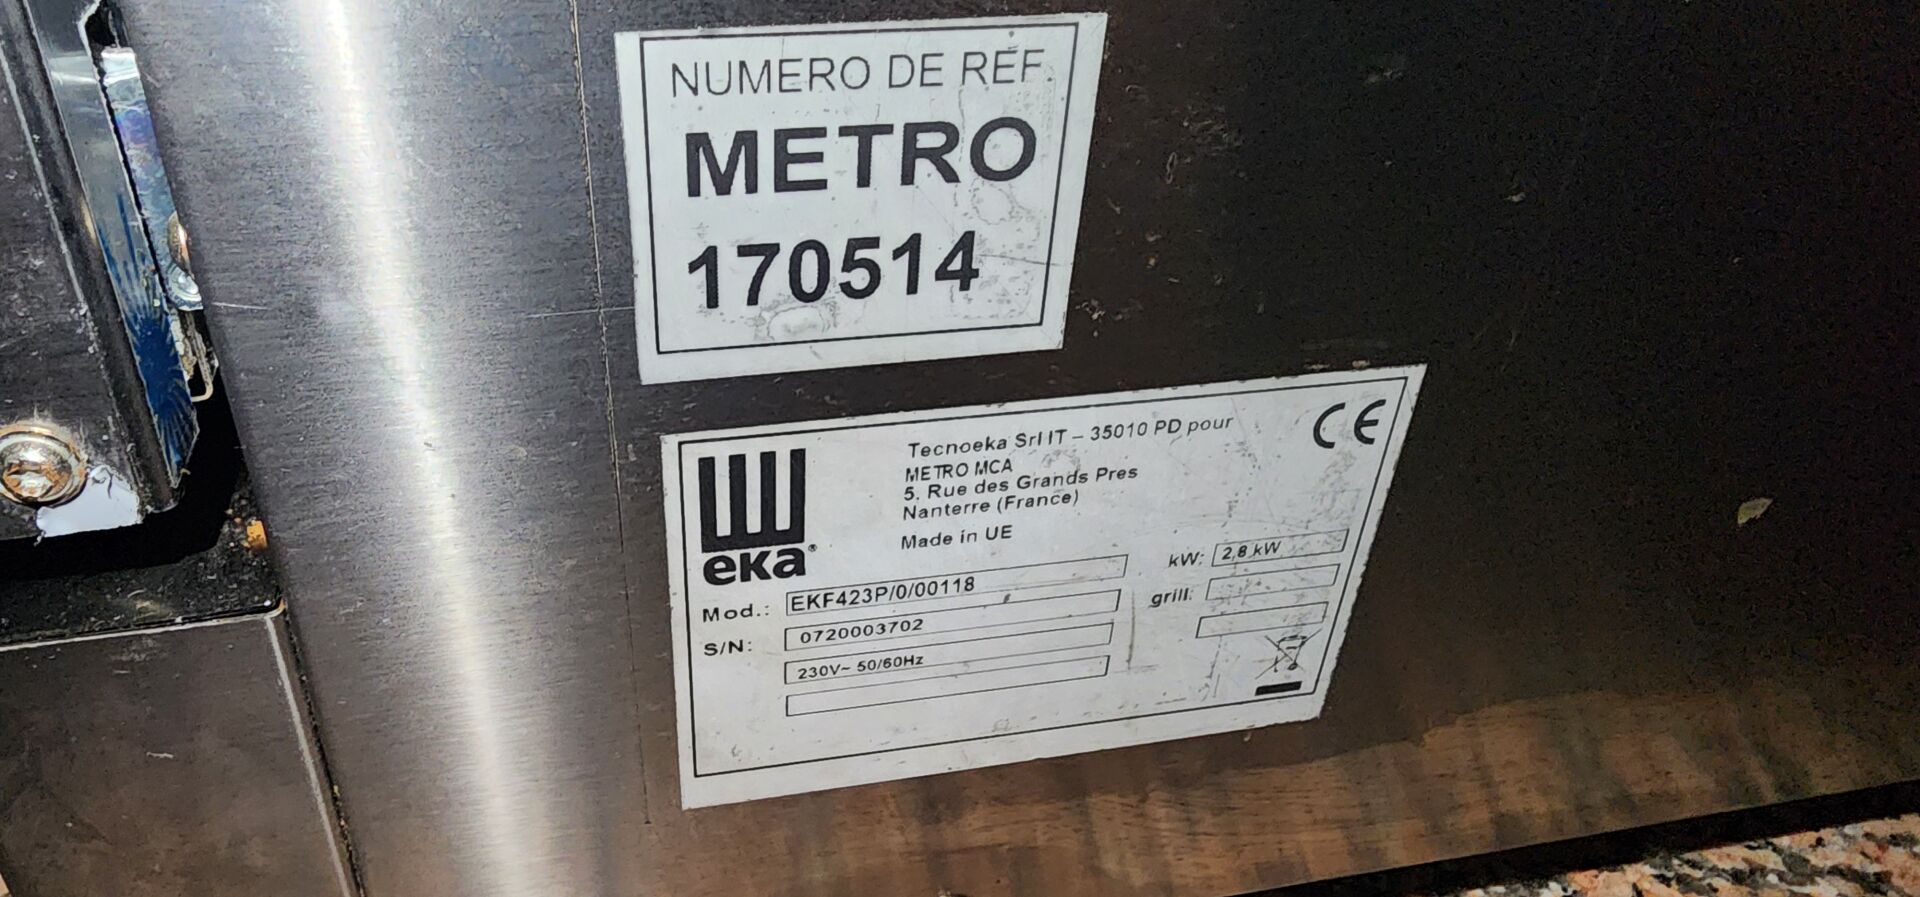 NUMERO DE REF.
METRO
170514
Tecnoeka Srl IT – 35010 PD pour
METRO MCA
5, Rue des Grands Pres
Nanterre (France)
Made in UE
CE
eka®
Mod.: EKF423P/0/00118
kW: 2,8 kW
S/N: 0720003702
grill:
230V~ 50/60Hz